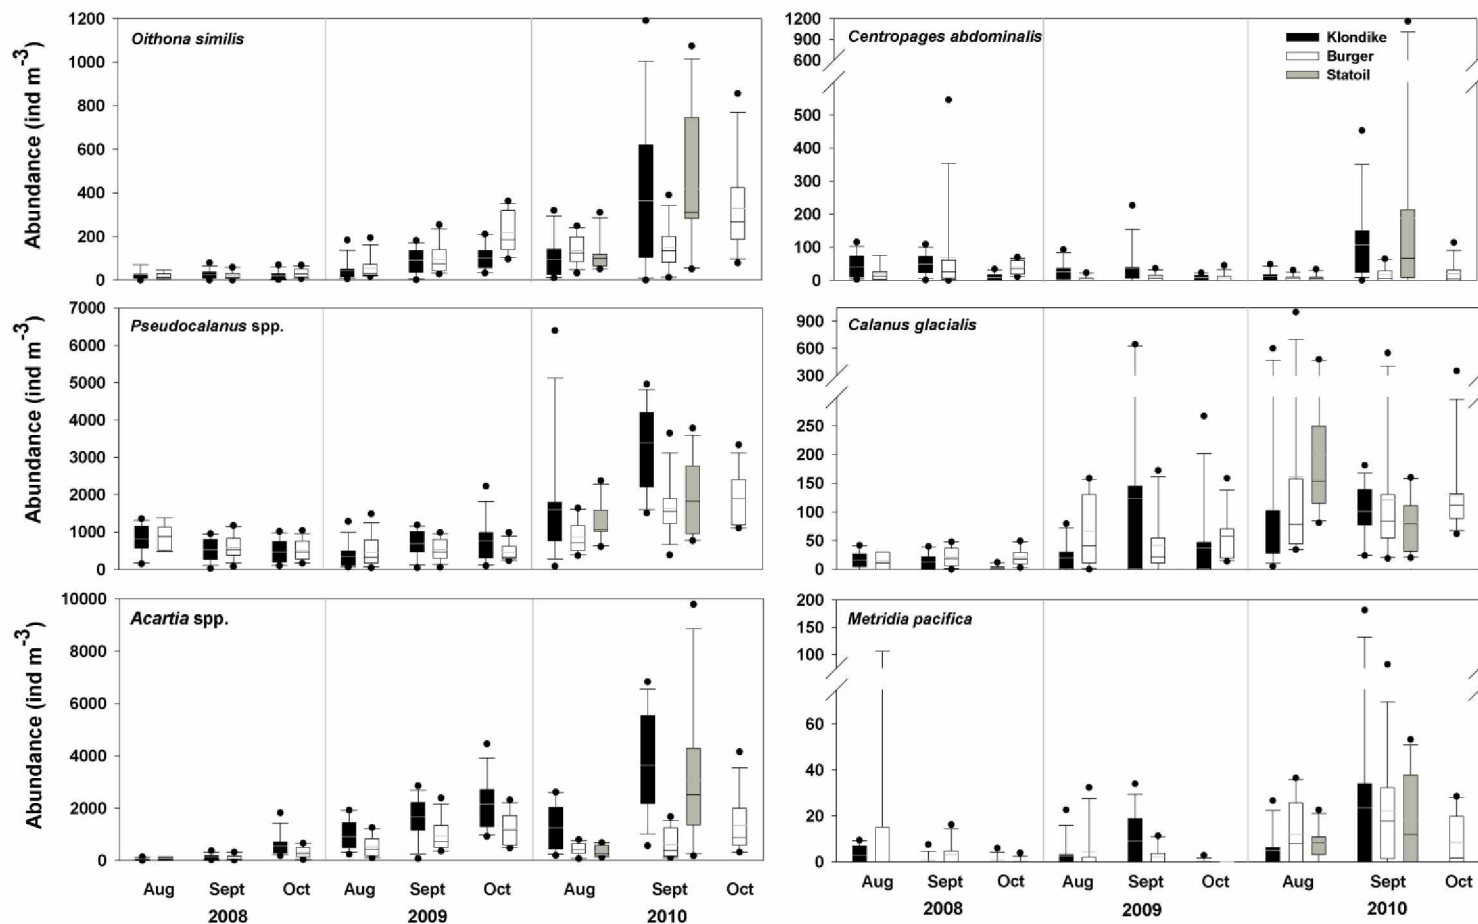 Abundance (ind m⁻³)
1200
1000
800
600
400
200
0
Oithona similis
1200
900
600
500
400
300
200
100
0
Centropages abdominalis
Klondike
Burger
Statoil
Abundance (ind m⁻³)
7000
6000
5000
4000
3000
2000
1000
0
Pseudocalanus spp.
900
600
300
250
200
150
100
50
0
Calanus glacialis
Abundance (ind m⁻³)
10000
8000
6000
4000
2000
0
Acartia spp.
200
150
100
60
40
20
0
Metridia pacifica
Aug Sept Oct Aug Sept Oct Aug Sept Oct
2008 2009 2010
Aug Sept Oct Aug Sept Oct Aug Sept Oct
2008 2009 2010